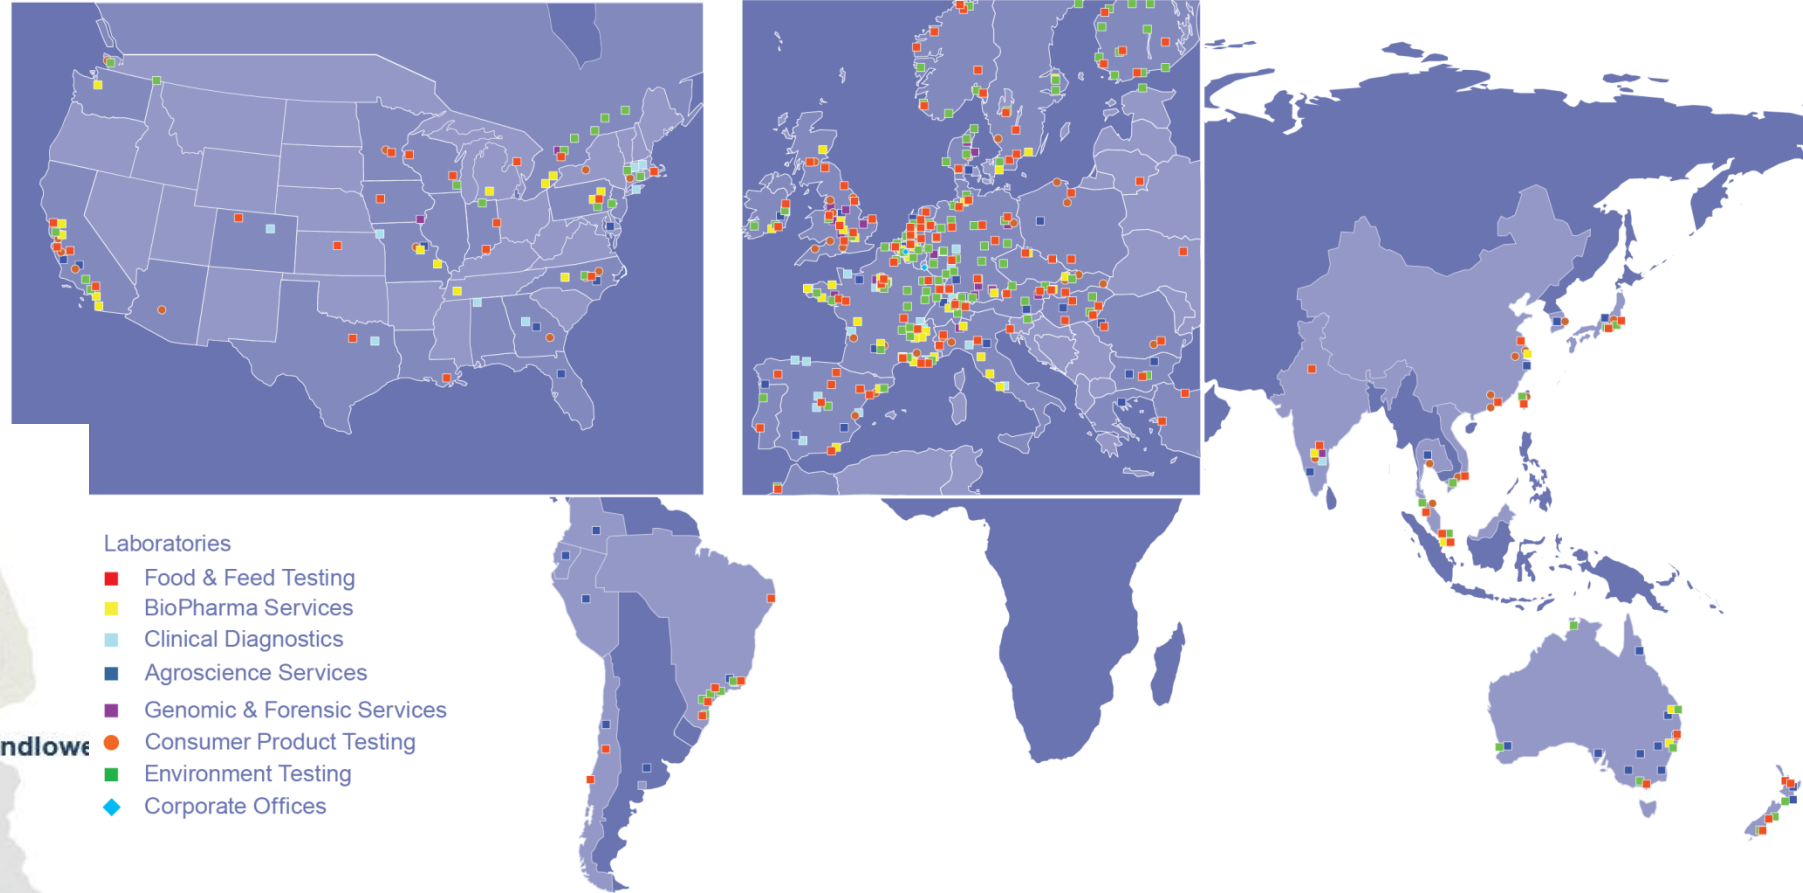 Laboratories
Food & Feed Testing
BioPharma Services
Clinical Diagnostics
Agroscience Services
Genomic & Forensic Services
ndlowe
Consumer Product Testing
Environment Testing
Corporate Offices